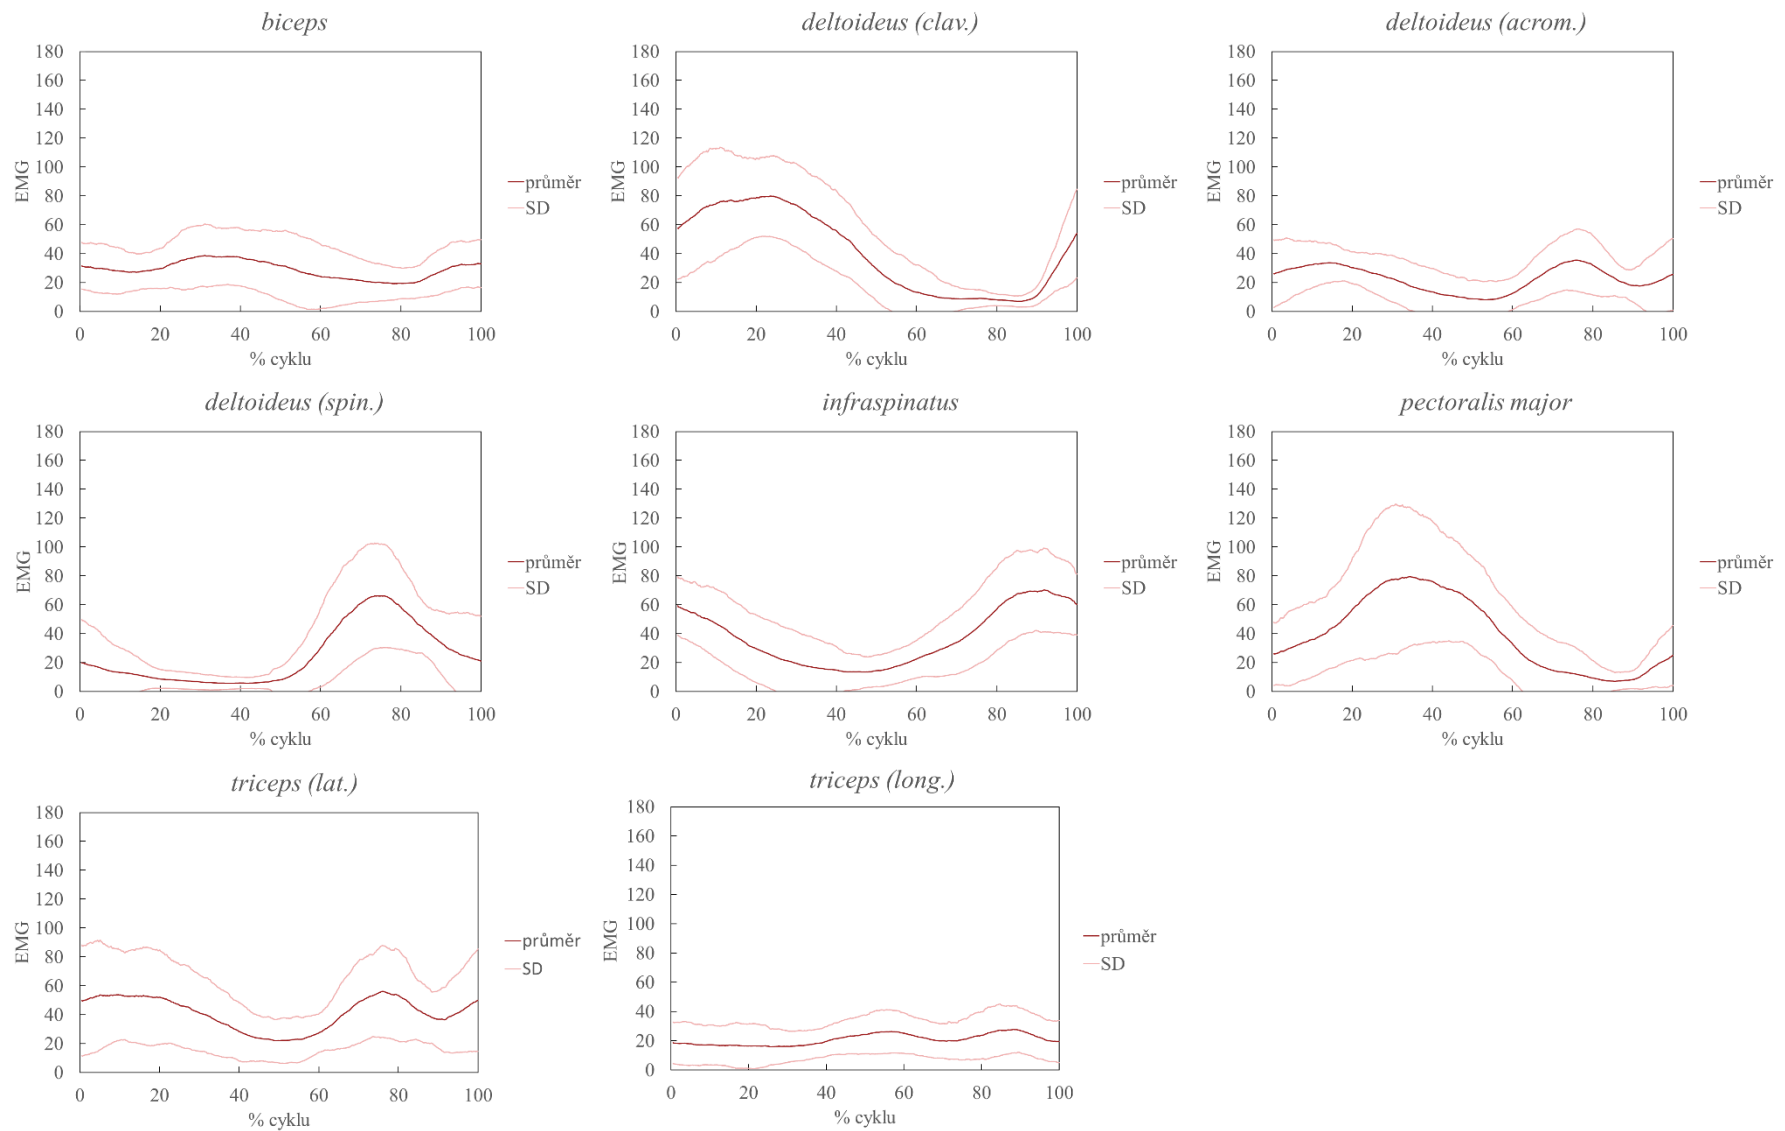 biceps
180
160
140
120
100
80
60
40
20
0
EMG
0 20 40 60 80 100
% cyklu
průměr
SD
deltoideus (clav.)
180
160
140
120
100
80
60
40
20
0
EMG
0 20 40 60 80 100
% cyklu
průměr
SD
deltoideus (acrom.)
180
160
140
120
100
80
60
40
20
0
EMG
0 20 40 60 80 100
% cyklu
průměr
SD
deltoideus (spin.)
180
160
140
120
100
80
60
40
20
0
EMG
0 20 40 60 80 100
% cyklu
průměr
SD
infraspinatus
180
160
140
120
100
80
60
40
20
0
EMG
0 20 40 60 80 100
% cyklu
průměr
SD
pectoralis major
180
160
140
120
100
80
60
40
20
0
EMG
0 20 40 60 80 100
% cyklu
průměr
SD
triceps (lat.)
180
160
140
120
100
80
60
40
20
0
EMG
0 20 40 60 80 100
% cyklu
průměr
SD
triceps (long.)
180
160
140
120
100
80
60
40
20
0
EMG
0 20 40 60 80 100
% cyklu
průměr
SD